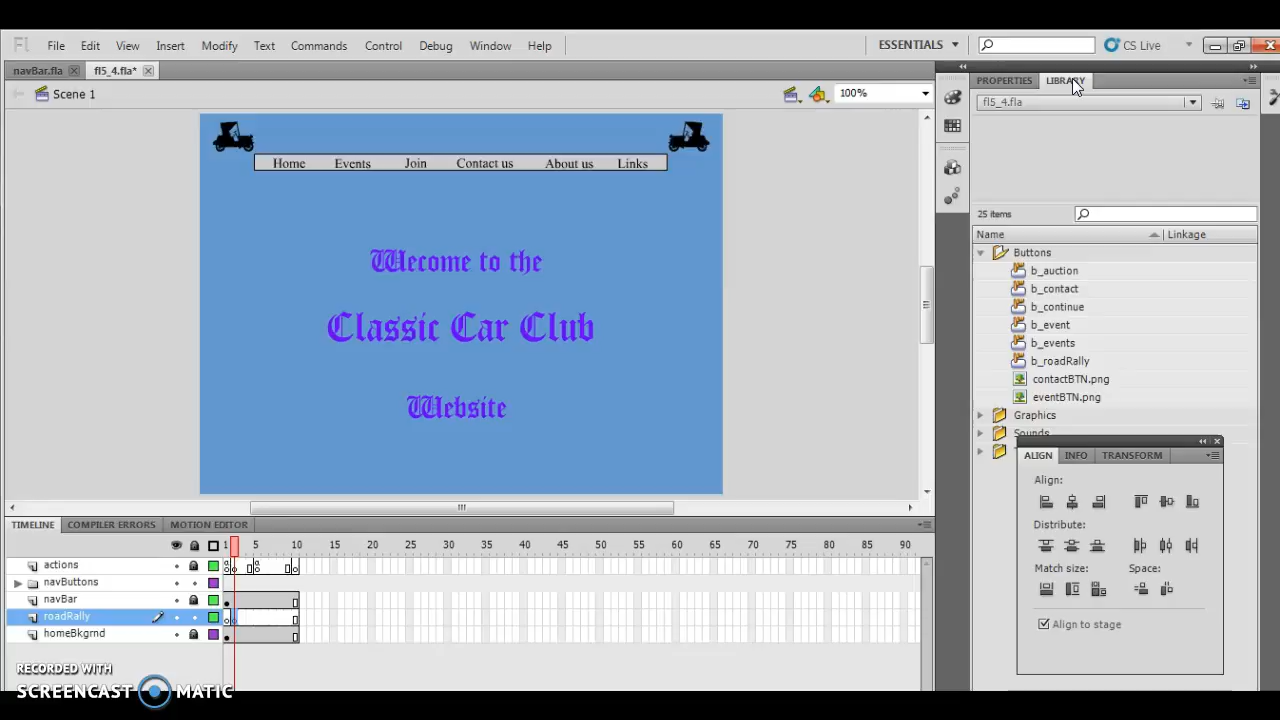 Fl File Edit View Insert Modify Text Commands Control Debug Window Help ESSENTIALS CS Live
navBar.fla fl5_4.fla*
Scene 1 100%
PROPERTIES LIBRARY
fl5_4.fla
Home Events Join Contact us About us Links
Wecome to the
Classic Car Club
Website
25 items
Name Linkage
Buttons
b_auction
b_contact
b_continue
b_event
b_events
b_roadRally
contactBTN.png
eventBTN.png
Graphics
Sounds
ALIGN INFO TRANSFORM
Align:
Distribute:
Match size: Space:
Align to stage
TIMELINE COMPILER ERRORS MOTION EDITOR
1 5 10 15 20 25 30 35 40 45 50 55 60 65 70 75 80 85 90
actions
navButtons
navBar
roadRally
homeBkgrnd
RECORDED WITH
SCREENCAST MATIC